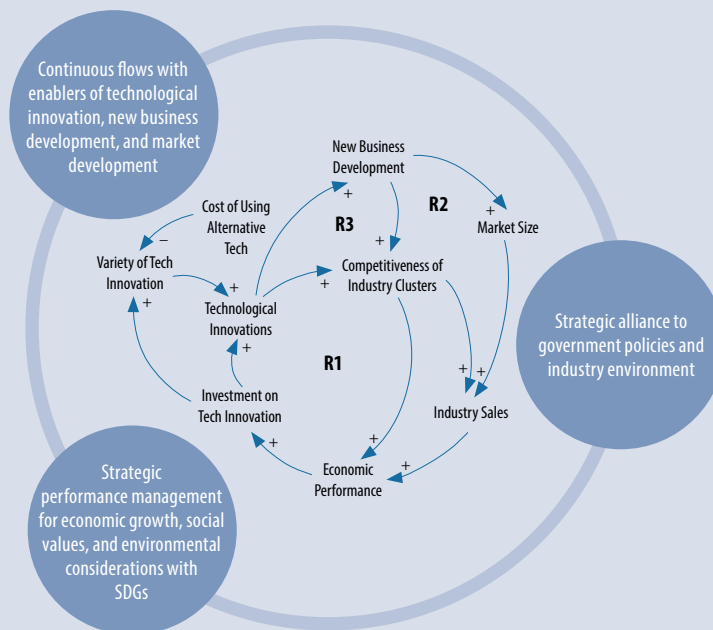 Continuous flows with
enablers of technological
innovation, new business
development, and market
development
New Business
Development
+
R2
+
Market Size
Cost of Using
Alternative
Tech
R3
+
−
Variety of Tech
Innovation
+
+
Technological
Innovations
+
Competitiveness of
Industry Clusters
+
R1
Strategic alliance to
government policies and
industry environment
+
+
Investment on
Tech Innovation
Industry Sales
+
+
+
Economic
Performance
Strategic
performance management
for economic growth, social
values, and environmental
considerations with
SDGs